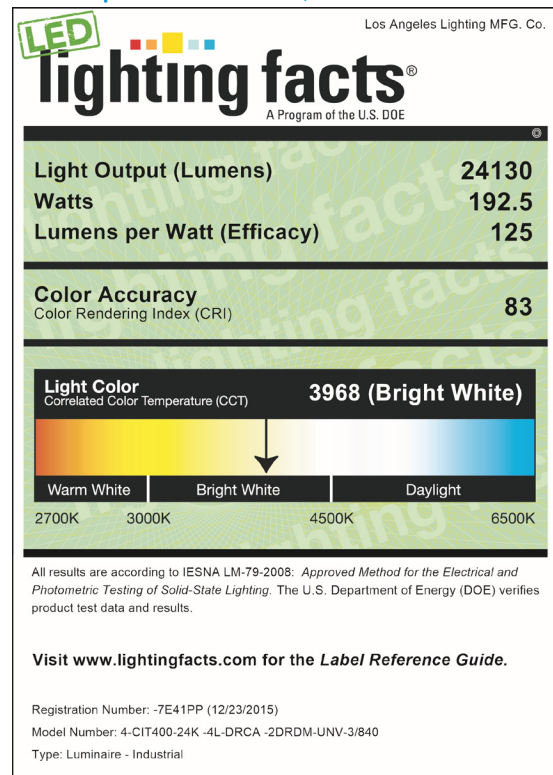 Los Angeles Lighting MFG. Co.
LED
lighting facts®
A Program of the U.S. DOE
Light Output (Lumens) 24130
Watts 192.5
Lumens per Watt (Efficacy) 125
Color Accuracy
Color Rendering Index (CRI) 83
Light Color
Correlated Color Temperature (CCT) 3968 (Bright White)
Warm White Bright White Daylight
2700K 3000K 4500K 6500K
All results are according to IESNA LM-79-2008: Approved Method for the Electrical and
Photometric Testing of Solid-State Lighting. The U.S. Department of Energy (DOE) verifies
product test data and results.
Visit www.lightingfacts.com for the Label Reference Guide.
Registration Number: -7E41PP (12/23/2015)
Model Number: 4-CIT400-24K -4L-DRCA -2DRDM-UNV-3/840
Type: Luminaire - Industrial